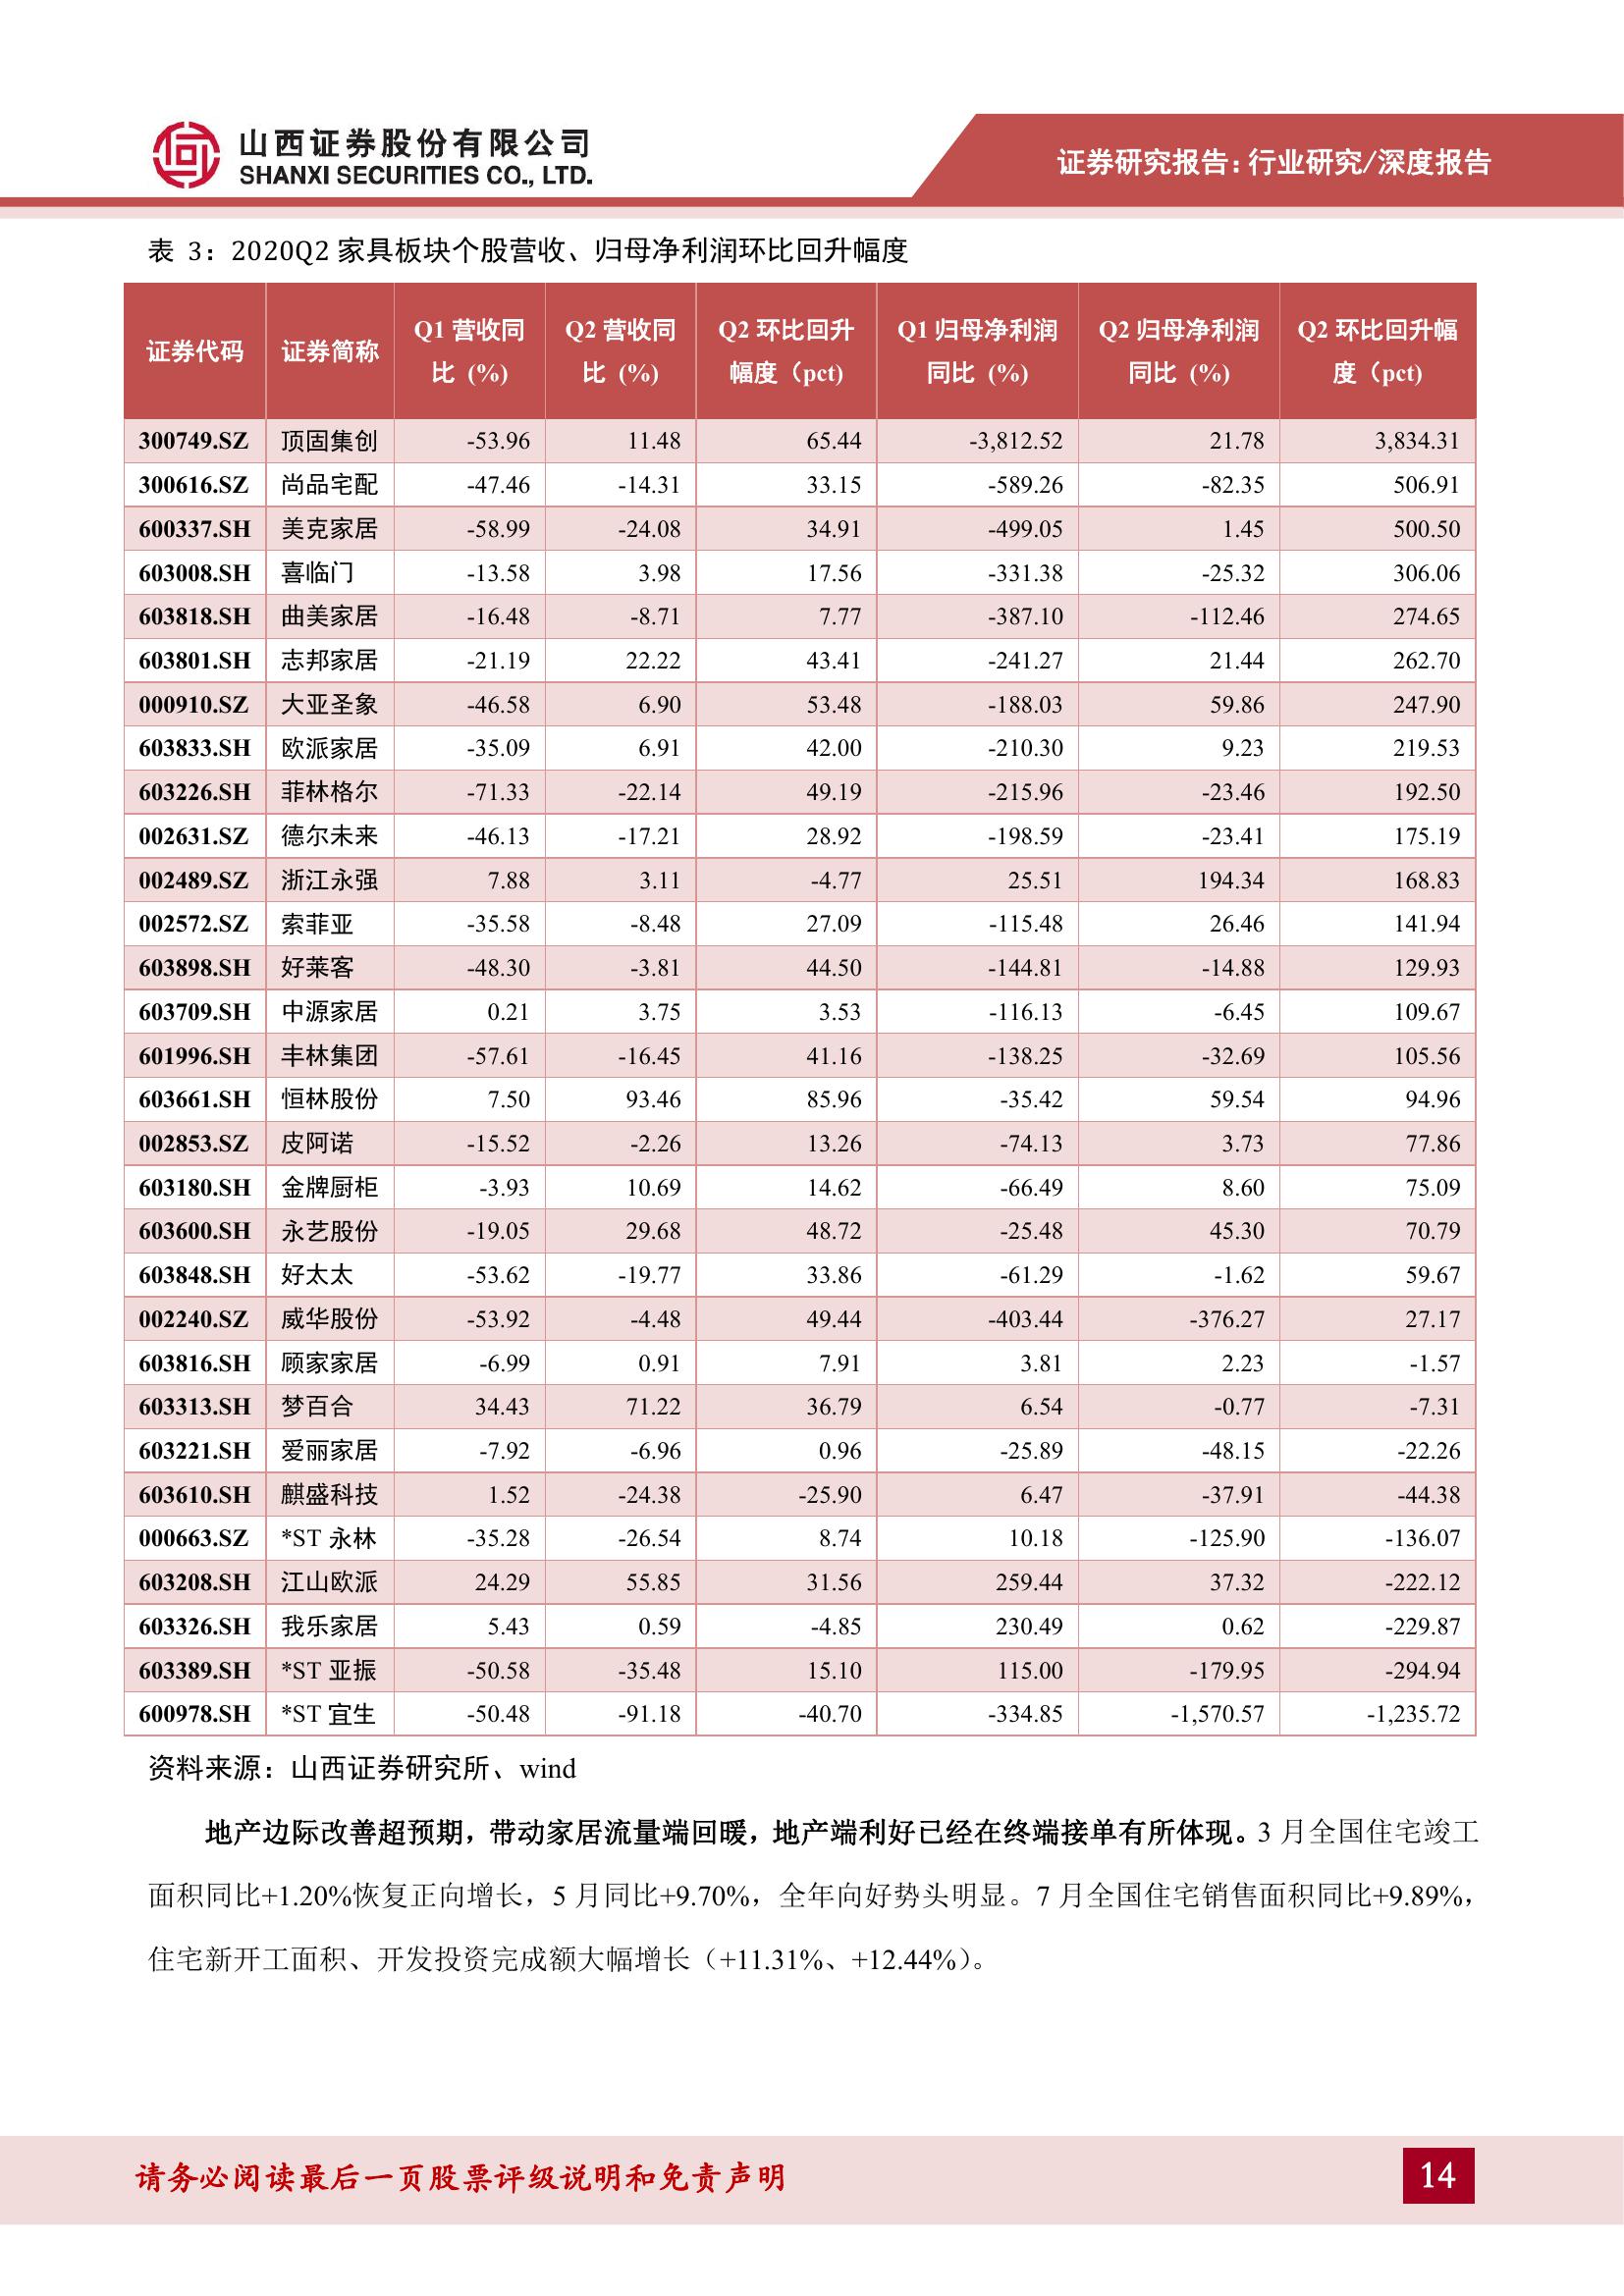 山西证券股份有限公司
SHANXI SECURITIES CO., LTD.
证券研究报告：行业研究/深度报告
表 3：2020Q2 家具板块个股营收、归母净利润环比回升幅度
证券代码 证券简称 Q1 营收同比 (%) Q2 营收同比 (%) Q2 环比回升幅度（pct） Q1 归母净利润同比 (%) Q2 归母净利润同比 (%) Q2 环比回升幅度（pct）
300749.SZ 顶固集创 -53.96 11.48 65.44 -3,812.52 21.78 3,834.31
300616.SZ 尚品宅配 -47.46 -14.31 33.15 -589.26 -82.35 506.91
600337.SH 美克家居 -58.99 -24.08 34.91 -499.05 1.45 500.50
603008.SH 喜临门 -13.58 3.98 17.56 -331.38 -25.32 306.06
603818.SH 曲美家居 -16.48 -8.71 7.77 -387.10 -112.46 274.65
603801.SH 志邦家居 -21.19 22.22 43.41 -241.27 21.44 262.70
000910.SZ 大亚圣象 -46.58 6.90 53.48 -188.03 59.86 247.90
603833.SH 欧派家居 -35.09 6.91 42.00 -210.30 9.23 219.53
603226.SH 菲林格尔 -71.33 -22.14 49.19 -215.96 -23.46 192.50
002631.SZ 德尔未来 -46.13 -17.21 28.92 -198.59 -23.41 175.19
002489.SZ 浙江永强 7.88 3.11 -4.77 25.51 194.34 168.83
002572.SZ 索菲亚 -35.58 -8.48 27.09 -115.48 26.46 141.94
603898.SH 好莱客 -48.30 -3.81 44.50 -144.81 -14.88 129.93
603709.SH 中源家居 0.21 3.75 3.53 -116.13 -6.45 109.67
601996.SH 丰林集团 -57.61 -16.45 41.16 -138.25 -32.69 105.56
603661.SH 恒林股份 7.50 93.46 85.96 -35.42 59.54 94.96
002853.SZ 皮阿诺 -15.52 -2.26 13.26 -74.13 3.73 77.86
603180.SH 金牌厨柜 -3.93 10.69 14.62 -66.49 8.60 75.09
603600.SH 永艺股份 -19.05 29.68 48.72 -25.48 45.30 70.79
603848.SH 好太太 -53.62 -19.77 33.86 -61.29 -1.62 59.67
002240.SZ 威华股份 -53.92 -4.48 49.44 -403.44 -376.27 27.17
603816.SH 顾家家居 -6.99 0.91 7.91 3.81 2.23 -1.57
603313.SH 梦百合 34.43 71.22 36.79 6.54 -0.77 -7.31
603221.SH 爱丽家居 -7.92 -6.96 0.96 -25.89 -48.15 -22.26
603610.SH 麒盛科技 1.52 -24.38 -25.90 6.47 -37.91 -44.38
000663.SZ *ST 永林 -35.28 -26.54 8.74 10.18 -125.90 -136.07
603208.SH 江山欧派 24.29 55.85 31.56 259.44 37.32 -222.12
603326.SH 我乐家居 5.43 0.59 -4.85 230.49 0.62 -229.87
603389.SH *ST 亚振 -50.58 -35.48 15.10 115.00 -179.95 -294.94
600978.SH *ST 宜生 -50.48 -91.18 -40.70 -334.85 -1,570.57 -1,235.72
资料来源：山西证券研究所、wind
地产边际改善超预期，带动家居流量端回暖，地产端利好已经在终端接单有所体现。3 月全国住宅竣工
面积同比+1.20%恢复正向增长，5 月同比+9.70%，全年向好势头明显。7 月全国住宅销售面积同比+9.89%，
住宅新开工面积、开发投资完成额大幅增长（+11.31%、+12.44%）。
请务必阅读最后一页股票评级说明和免责声明
14